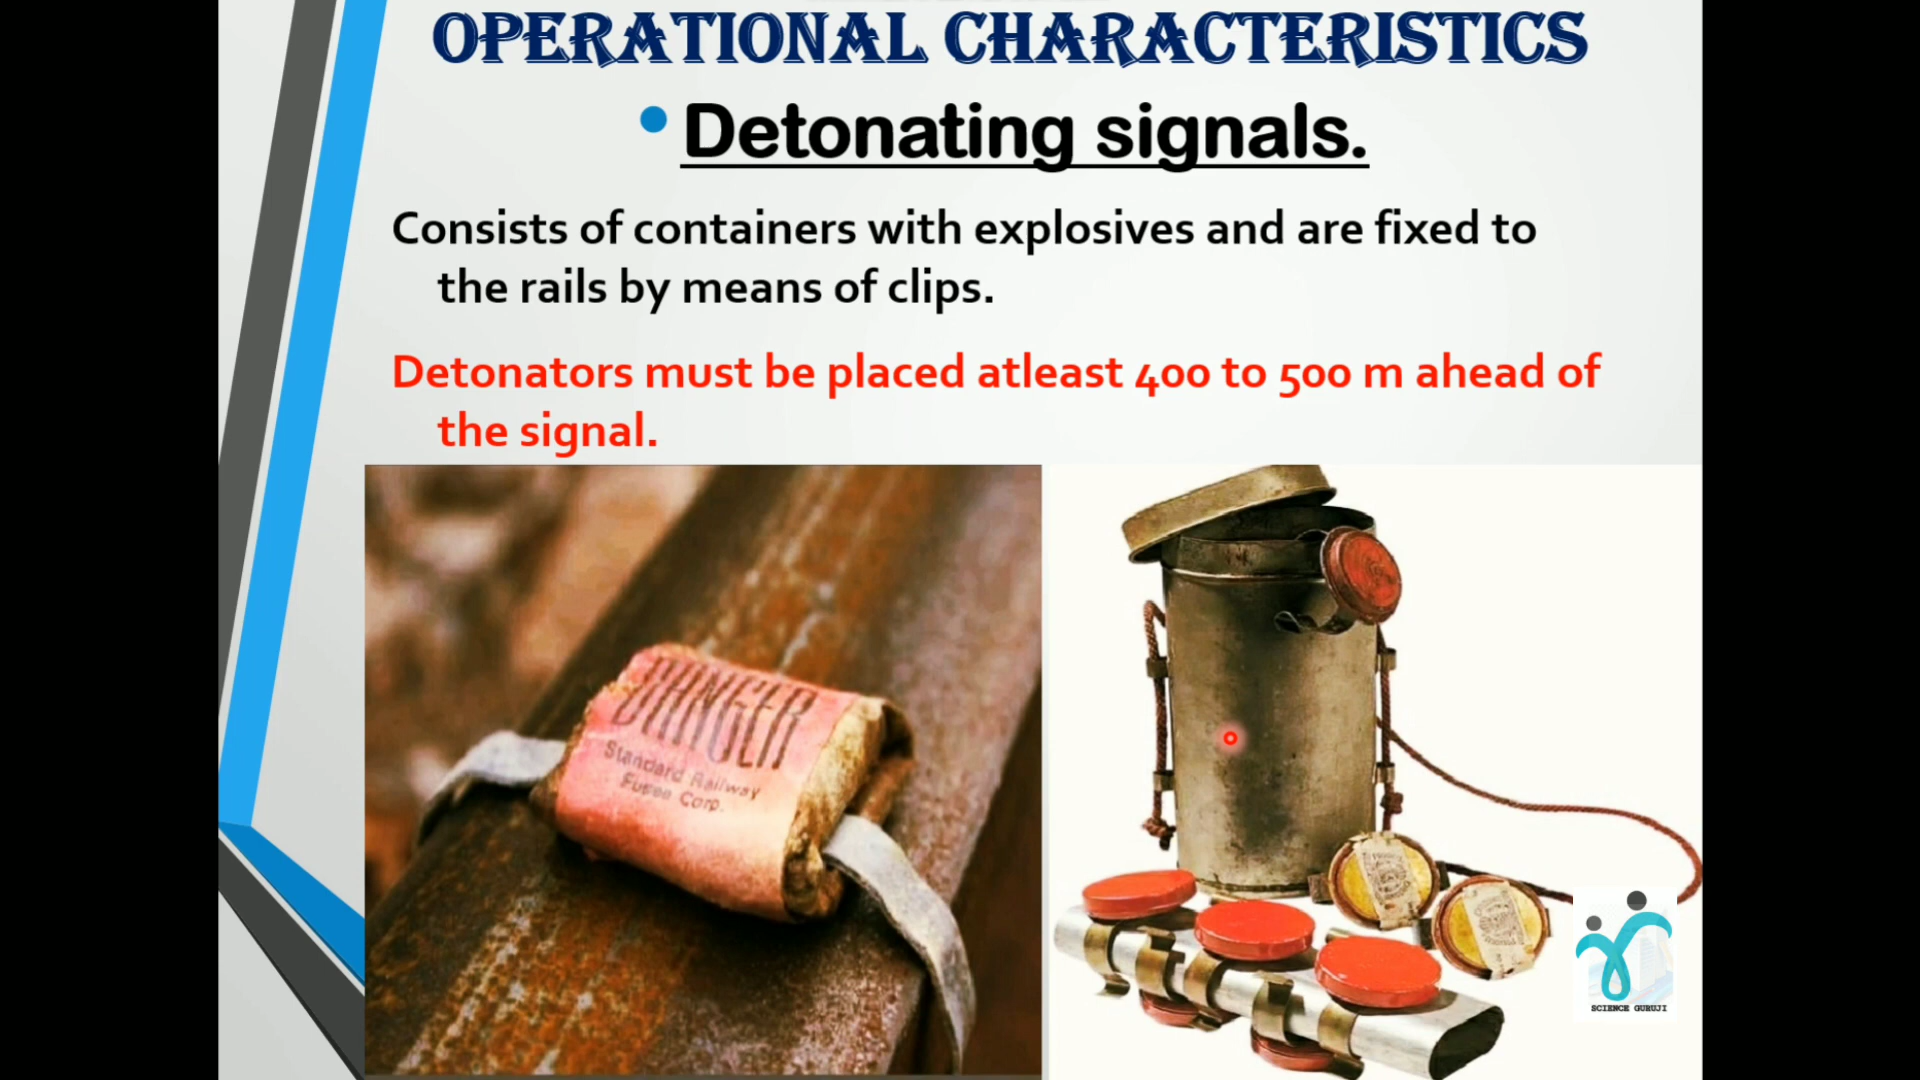 OPERATIONAL CHARACTERISTICS
• Detonating signals.
Consists of containers with explosives and are fixed to
the rails by means of clips.
Detonators must be placed atleast 400 to 500 m ahead of
the signal.
DANGER
Standard Railway
Fusee Corp.
SCIENCE GURUJI